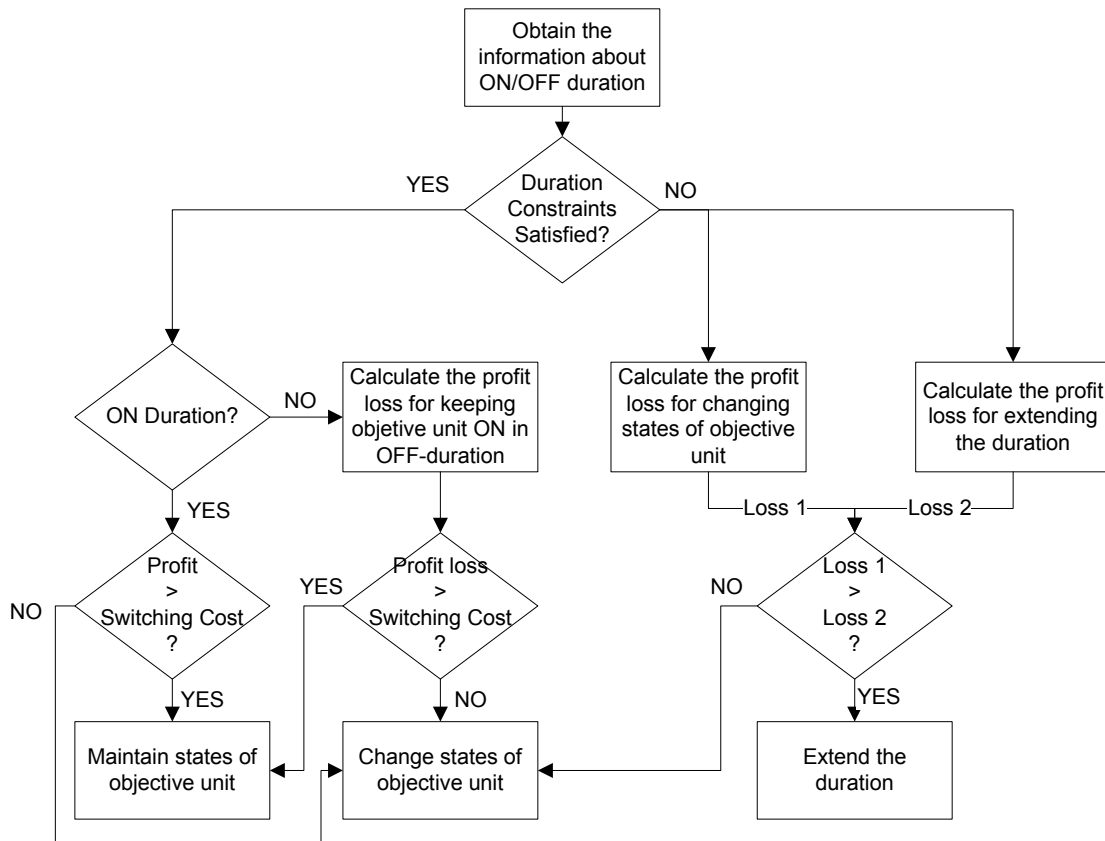 Obtain the
information about
ON/OFF duration
YES
Duration
Constraints
Satisfied?
NO
ON Duration?
NO
Calculate the profit
loss for keeping
objetive unit ON in
OFF-duration
Calculate the profit
loss for changing
states of objective
unit
Calculate the profit
loss for extending
the duration
YES
Loss 1
Loss 2
NO
Profit
>
Switching Cost
?
YES
Profit loss
>
Switching Cost
?
NO
Loss 1
>
Loss 2
?
YES
NO
YES
Maintain states of
objective unit
Change states of
objective unit
Extend the
duration